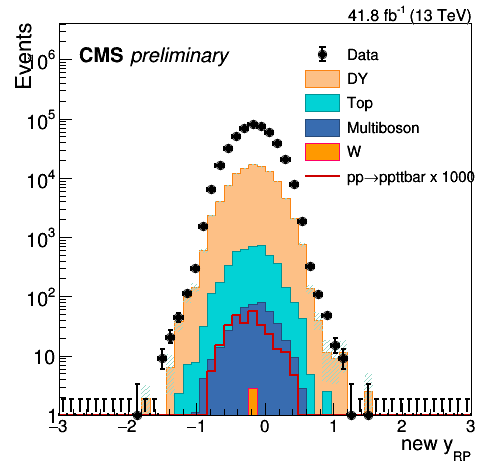 41.8 fb⁻¹ (13 TeV)
Events
CMS preliminary
Data
DY
Top
Multiboson
W
pp→ppttbar x 1000
10⁶
10⁵
10⁴
10³
10²
10
1
−3 −2 −1 0 1 2 3
new y_RP